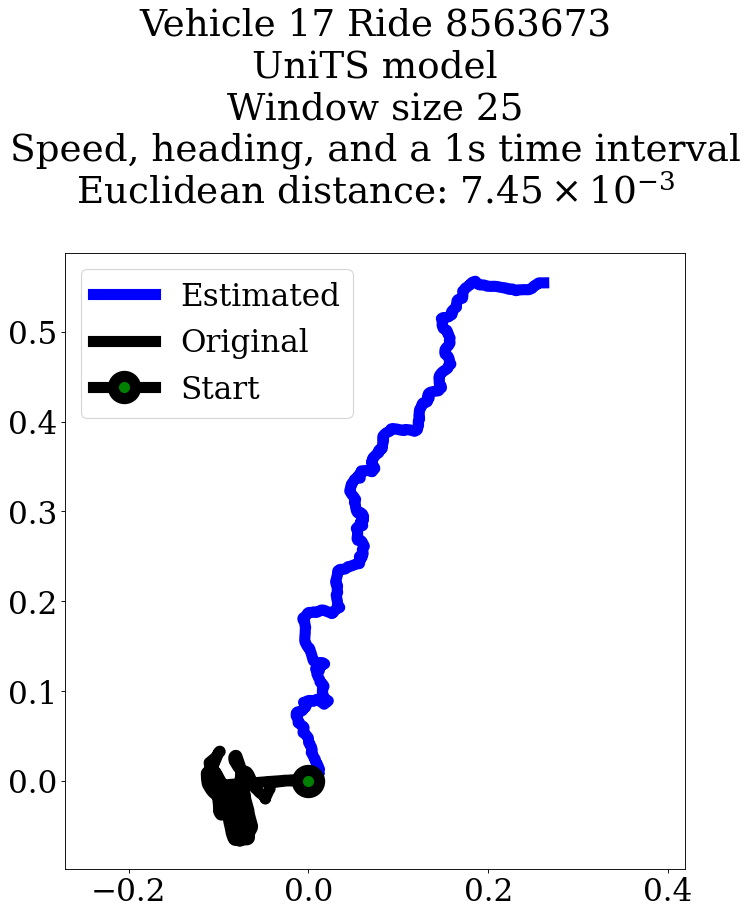 Vehicle 17 Ride 8563673
UniTS model
Window size 25
Speed, heading, and a 1s time interval
Euclidean distance: 7.45 × 10⁻³
Estimated
Original
Start
0.5
0.4
0.3
0.2
0.1
0.0
−0.2 0.0 0.2 0.4